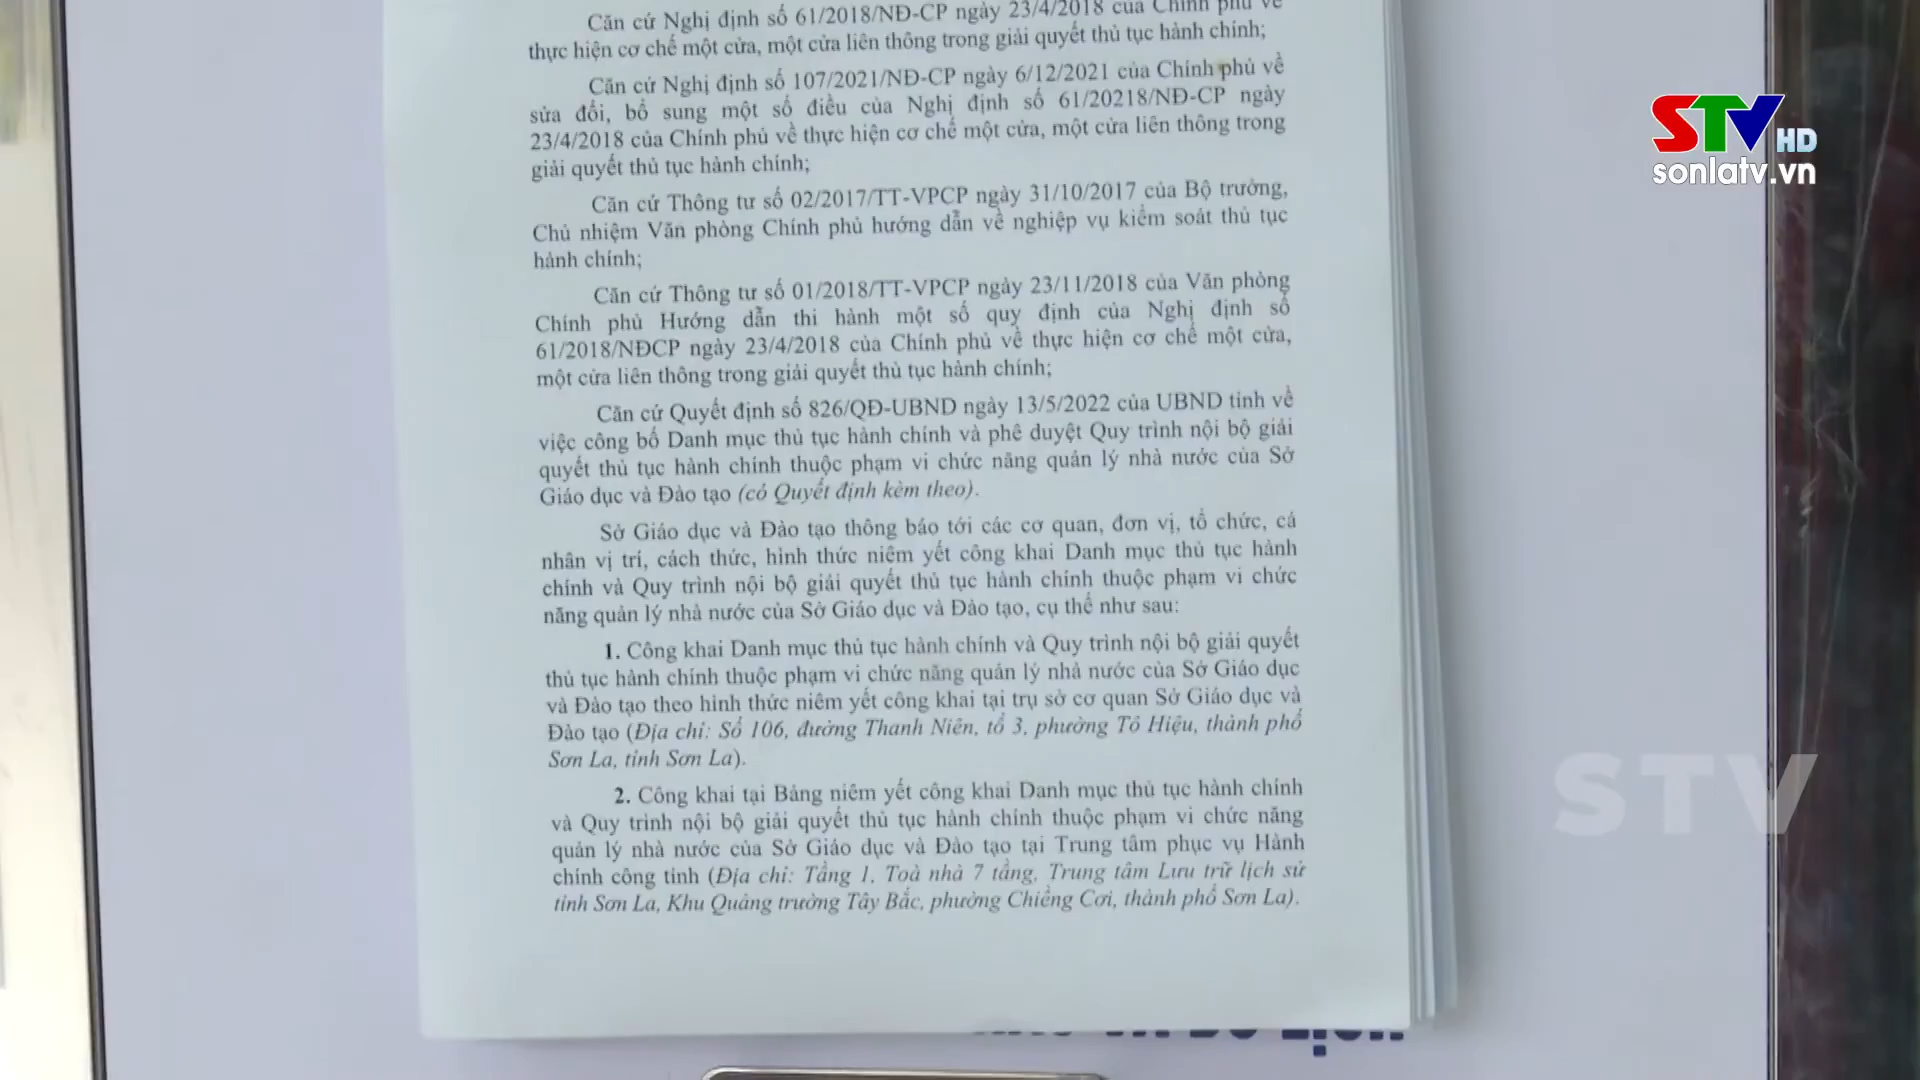 Căn cứ Nghị định số 61/2018/NĐ-CP ngày 23/4/2018 của Chính phủ về
thực hiện cơ chế một cửa, một cửa liên thông trong giải quyết thủ tục hành chính;
Căn cứ Nghị định số 107/2021/NĐ-CP ngày 6/12/2021 của Chính phủ về
sửa đổi, bổ sung một số điều của Nghị định số 61/20218/NĐ-CP ngày
23/4/2018 của Chính phủ về thực hiện cơ chế một cửa, một cửa liên thông trong
giải quyết thủ tục hành chính;
Căn cứ Thông tư số 02/2017/TT-VPCP ngày 31/10/2017 của Bộ trưởng,
Chủ nhiệm Văn phòng Chính phủ hướng dẫn về nghiệp vụ kiểm soát thủ tục
hành chính;
Căn cứ Thông tư số 01/2018/TT-VPCP ngày 23/11/2018 của Văn phòng
Chính phủ Hướng dẫn thi hành một số quy định của Nghị định số
61/2018/NĐCP ngày 23/4/2018 của Chính phủ về thực hiện cơ chế một cửa,
một cửa liên thông trong giải quyết thủ tục hành chính;
Căn cứ Quyết định số 826/QĐ-UBND ngày 13/5/2022 của UBND tỉnh về
việc công bố Danh mục thủ tục hành chính và phê duyệt Quy trình nội bộ giải
quyết thủ tục hành chính thuộc phạm vi chức năng quản lý nhà nước của Sở
Giáo dục và Đào tạo (có Quyết định kèm theo).
Sở Giáo dục và Đào tạo thông báo tới các cơ quan, đơn vị, tổ chức, cá
nhân vị trí, cách thức, hình thức niêm yết công khai Danh mục thủ tục hành
chính và Quy trình nội bộ giải quyết thủ tục hành chính thuộc phạm vi chức
năng quản lý nhà nước của Sở Giáo dục và Đào tạo, cụ thể như sau:
1. Công khai Danh mục thủ tục hành chính và Quy trình nội bộ giải quyết
thủ tục hành chính thuộc phạm vi chức năng quản lý nhà nước của Sở Giáo dục
và Đào tạo theo hình thức niêm yết công khai tại trụ sở cơ quan Sở Giáo dục và
Đào tạo (Địa chỉ: Số 106, đường Thanh Niên, tổ 3, phường Tô Hiệu, thành phố
Sơn La, tỉnh Sơn La).
2. Công khai tại Bảng niêm yết công khai Danh mục thủ tục hành chính
và Quy trình nội bộ giải quyết thủ tục hành chính thuộc phạm vi chức năng
quản lý nhà nước của Sở Giáo dục và Đào tạo tại Trung tâm phục vụ Hành
chính công tỉnh (Địa chỉ: Tầng 1, Toà nhà 7 tầng, Trung tâm Lưu trữ lịch sử
tỉnh Sơn La, Khu Quảng trường Tây Bắc, phường Chiềng Cơi, thành phố Sơn La).
STV HD
sonlatv.vn
STV